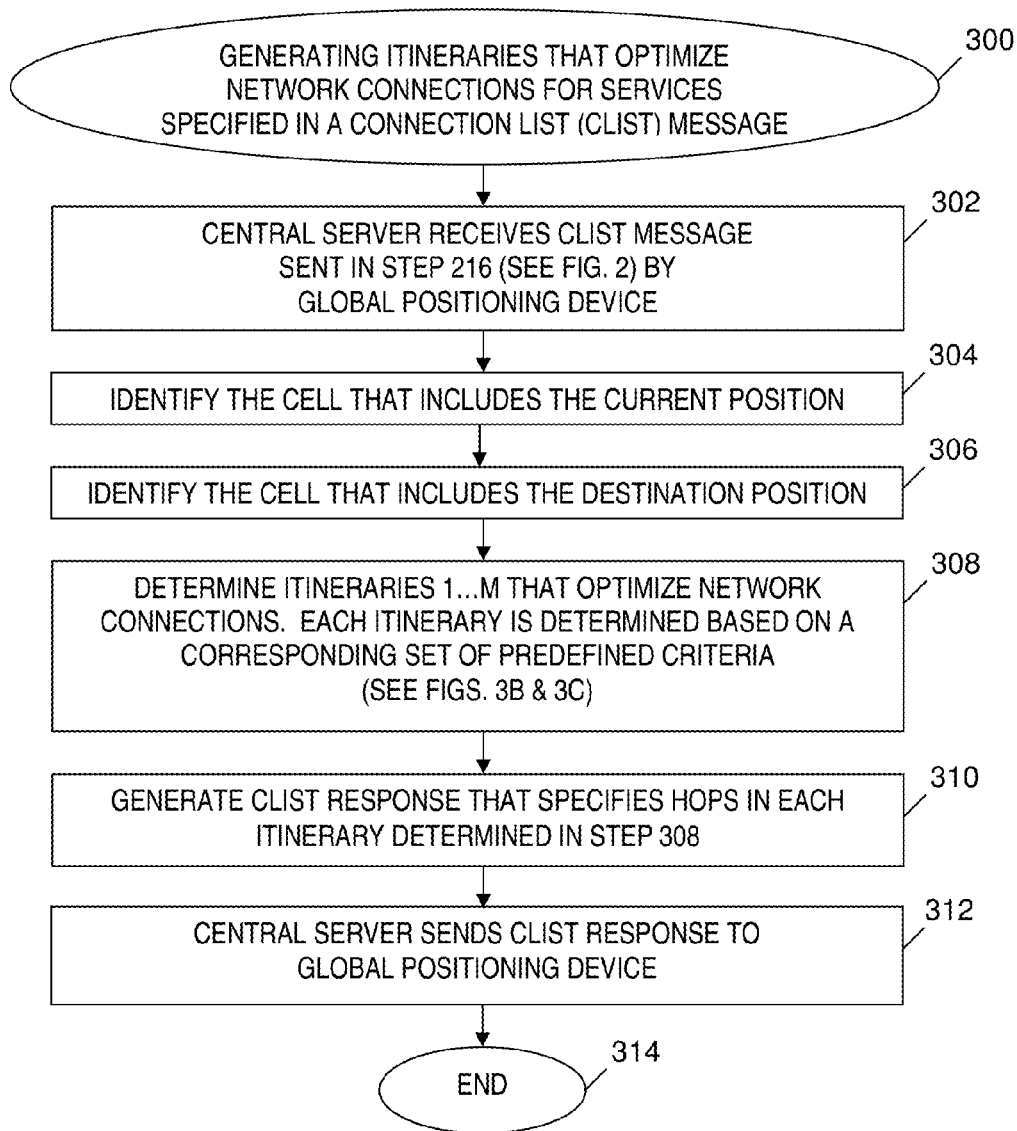 GENERATING ITINERARIES THAT OPTIMIZE
NETWORK CONNECTIONS FOR SERVICES
SPECIFIED IN A CONNECTION LIST (CLIST) MESSAGE
300
302
CENTRAL SERVER RECEIVES CLIST MESSAGE
SENT IN STEP 216 (SEE FIG. 2) BY
GLOBAL POSITIONING DEVICE
304
IDENTIFY THE CELL THAT INCLUDES THE CURRENT POSITION
306
IDENTIFY THE CELL THAT INCLUDES THE DESTINATION POSITION
308
DETERMINE ITINERARIES 1...M THAT OPTIMIZE NETWORK
CONNECTIONS. EACH ITINERARY IS DETERMINED BASED ON A
CORRESPONDING SET OF PREDEFINED CRITERIA
(SEE FIGS. 3B & 3C)
310
GENERATE CLIST RESPONSE THAT SPECIFIES HOPS IN EACH
ITINERARY DETERMINED IN STEP 308
312
CENTRAL SERVER SENDS CLIST RESPONSE TO
GLOBAL POSITIONING DEVICE
314
END